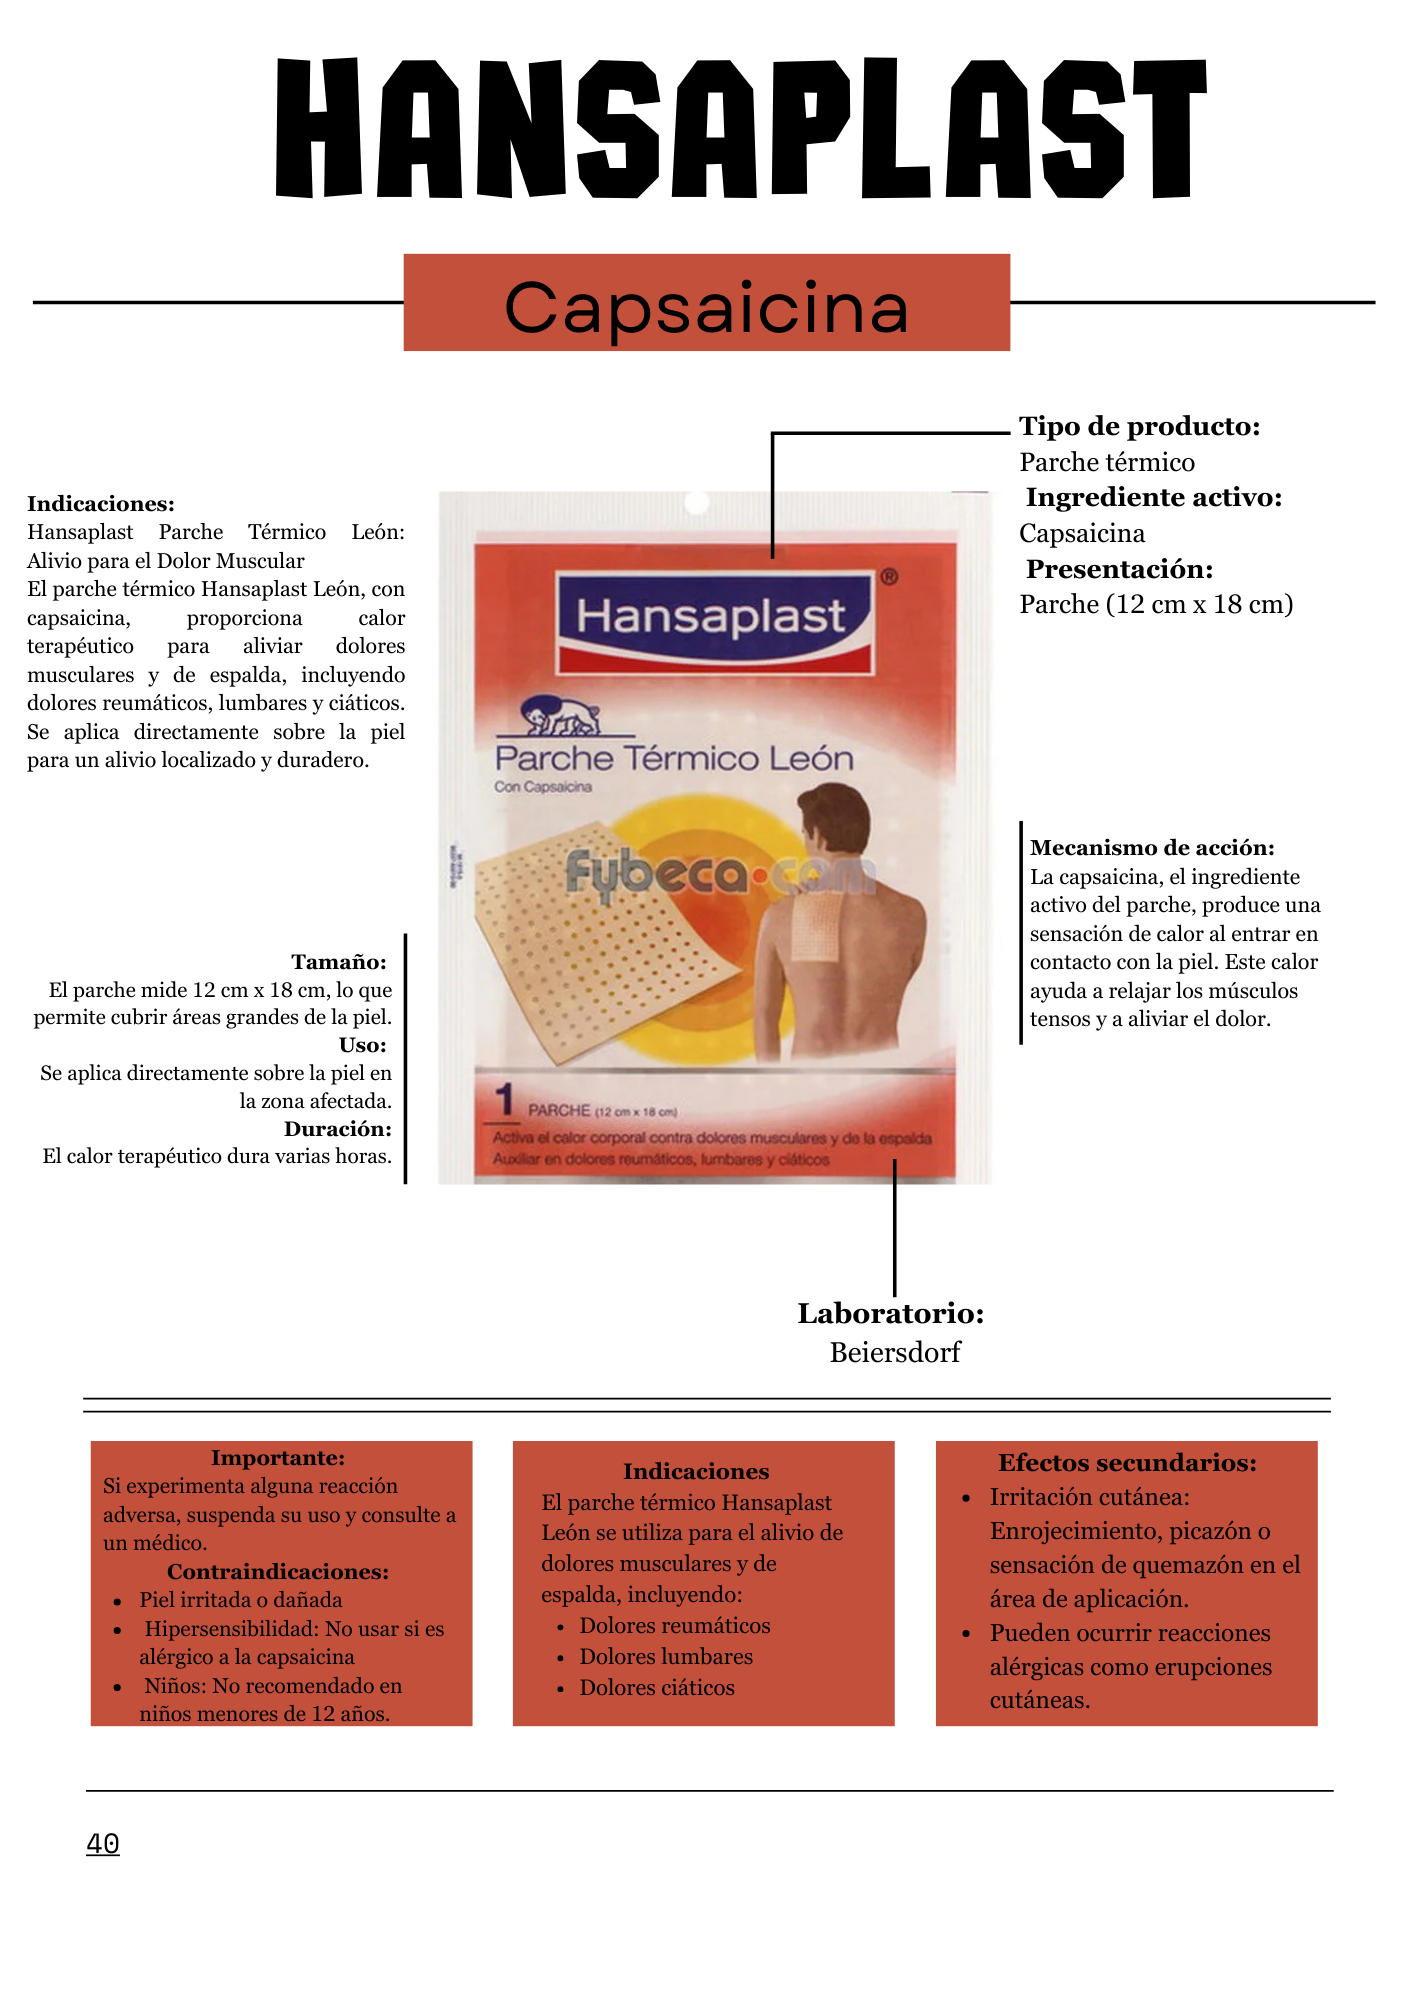 HANSAPLAST
Capsaicina
Tipo de producto:
Parche térmico
Ingrediente activo:
Capsaicina
Presentación:
Parche (12 cm x 18 cm)
Indicaciones:
Hansaplast Parche Térmico León:
Alivio para el Dolor Muscular
El parche térmico Hansaplast León, con
capsaicina, proporciona calor
terapéutico para aliviar dolores
musculares y de espalda, incluyendo
dolores reumáticos, lumbares y ciáticos.
Se aplica directamente sobre la piel
para un alivio localizado y duradero.
Hansaplast®
Parche Térmico León
Con Capsaicina
fybeca.com
1 PARCHE (12 cm x 18 cm)
Activa el calor corporal contra dolores musculares y de la espalda
Auxiliar en dolores reumáticos, lumbares y ciáticos
Mecanismo de acción:
La capsaicina, el ingrediente
activo del parche, produce una
sensación de calor al entrar en
contacto con la piel. Este calor
ayuda a relajar los músculos
tensos y a aliviar el dolor.
Tamaño:
El parche mide 12 cm x 18 cm, lo que
permite cubrir áreas grandes de la piel.
Uso:
Se aplica directamente sobre la piel en
la zona afectada.
Duración:
El calor terapéutico dura varias horas.
Laboratorio:
Beiersdorf
Importante:
Si experimenta alguna reacción
adversa, suspenda su uso y consulte a
un médico.
Contraindicaciones:
• Piel irritada o dañada
• Hipersensibilidad: No usar si es
alérgico a la capsaicina
• Niños: No recomendado en
niños menores de 12 años.
Indicaciones
El parche térmico Hansaplast
León se utiliza para el alivio de
dolores musculares y de
espalda, incluyendo:
• Dolores reumáticos
• Dolores lumbares
• Dolores ciáticos
Efectos secundarios:
• Irritación cutánea:
Enrojecimiento, picazón o
sensación de quemazón en el
área de aplicación.
• Pueden ocurrir reacciones
alérgicas como erupciones
cutáneas.
40